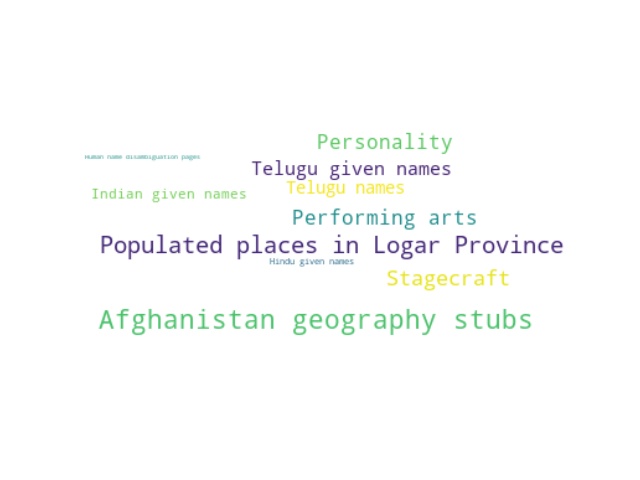 Personality
Human name disambiguation pages
Telugu given names
Telugu names
Indian given names
Performing arts
Populated places in Logar Province
Hindu given names
Stagecraft
Afghanistan geography stubs